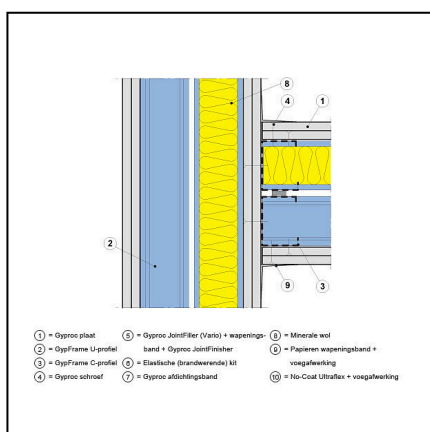 8
4
1
2
3
9
1 = Gyproc plaat
2 = GypFrame U-profiel
3 = GypFrame C-profiel
4 = Gyproc schroef
5 = Gyproc JointFiller (Vario) + wapenings-
band + Gyproc JointFinisher
6 = Elastische (brandwerende) kit
7 = Gyproc afdichtingsband
8 = Minerale wol
9 = Papieren wapeningsband +
voegafwerking
10 = No-Coat Ultraflex + voegafwerking